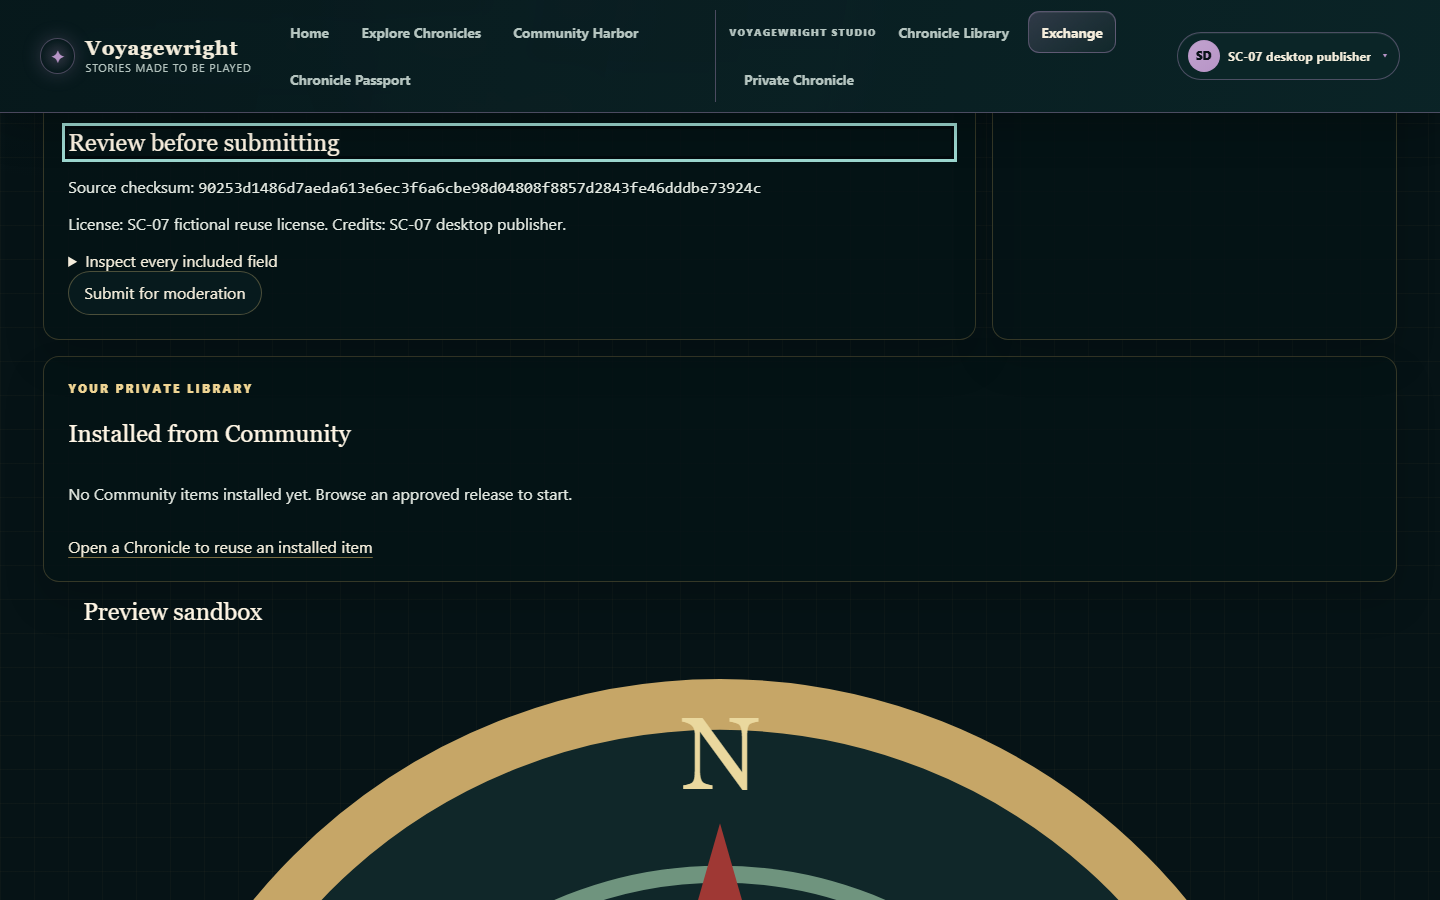 Voyagewright
STORIES MADE TO BE PLAYED
Home
Explore Chronicles
Community Harbor
Chronicle Passport
VOYAGEWRIGHT STUDIO
Chronicle Library
Exchange
Private Chronicle
SD
SC-07 desktop publisher
Review before submitting
Source checksum: 90253d1486d7aeda613e6ec3f6a6cbe98d04808f8857d2843fe46dddbe73924c
License: SC-07 fictional reuse license. Credits: SC-07 desktop publisher.
Inspect every included field
Submit for moderation
YOUR PRIVATE LIBRARY
Installed from Community
No Community items installed yet. Browse an approved release to start.
Open a Chronicle to reuse an installed item
Preview sandbox
N